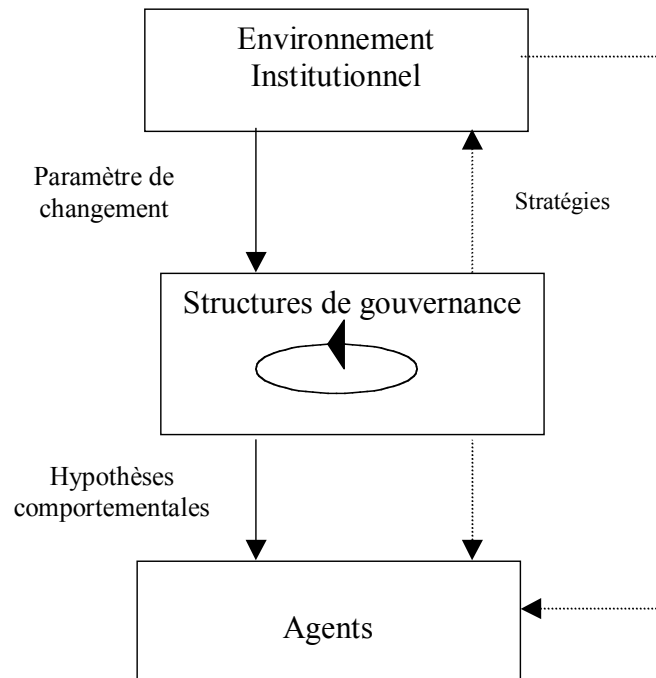 Environnement
Institutionnel
Paramètre de
changement
Stratégies
Structures de gouvernance
Hypothèses
comportementales
Agents